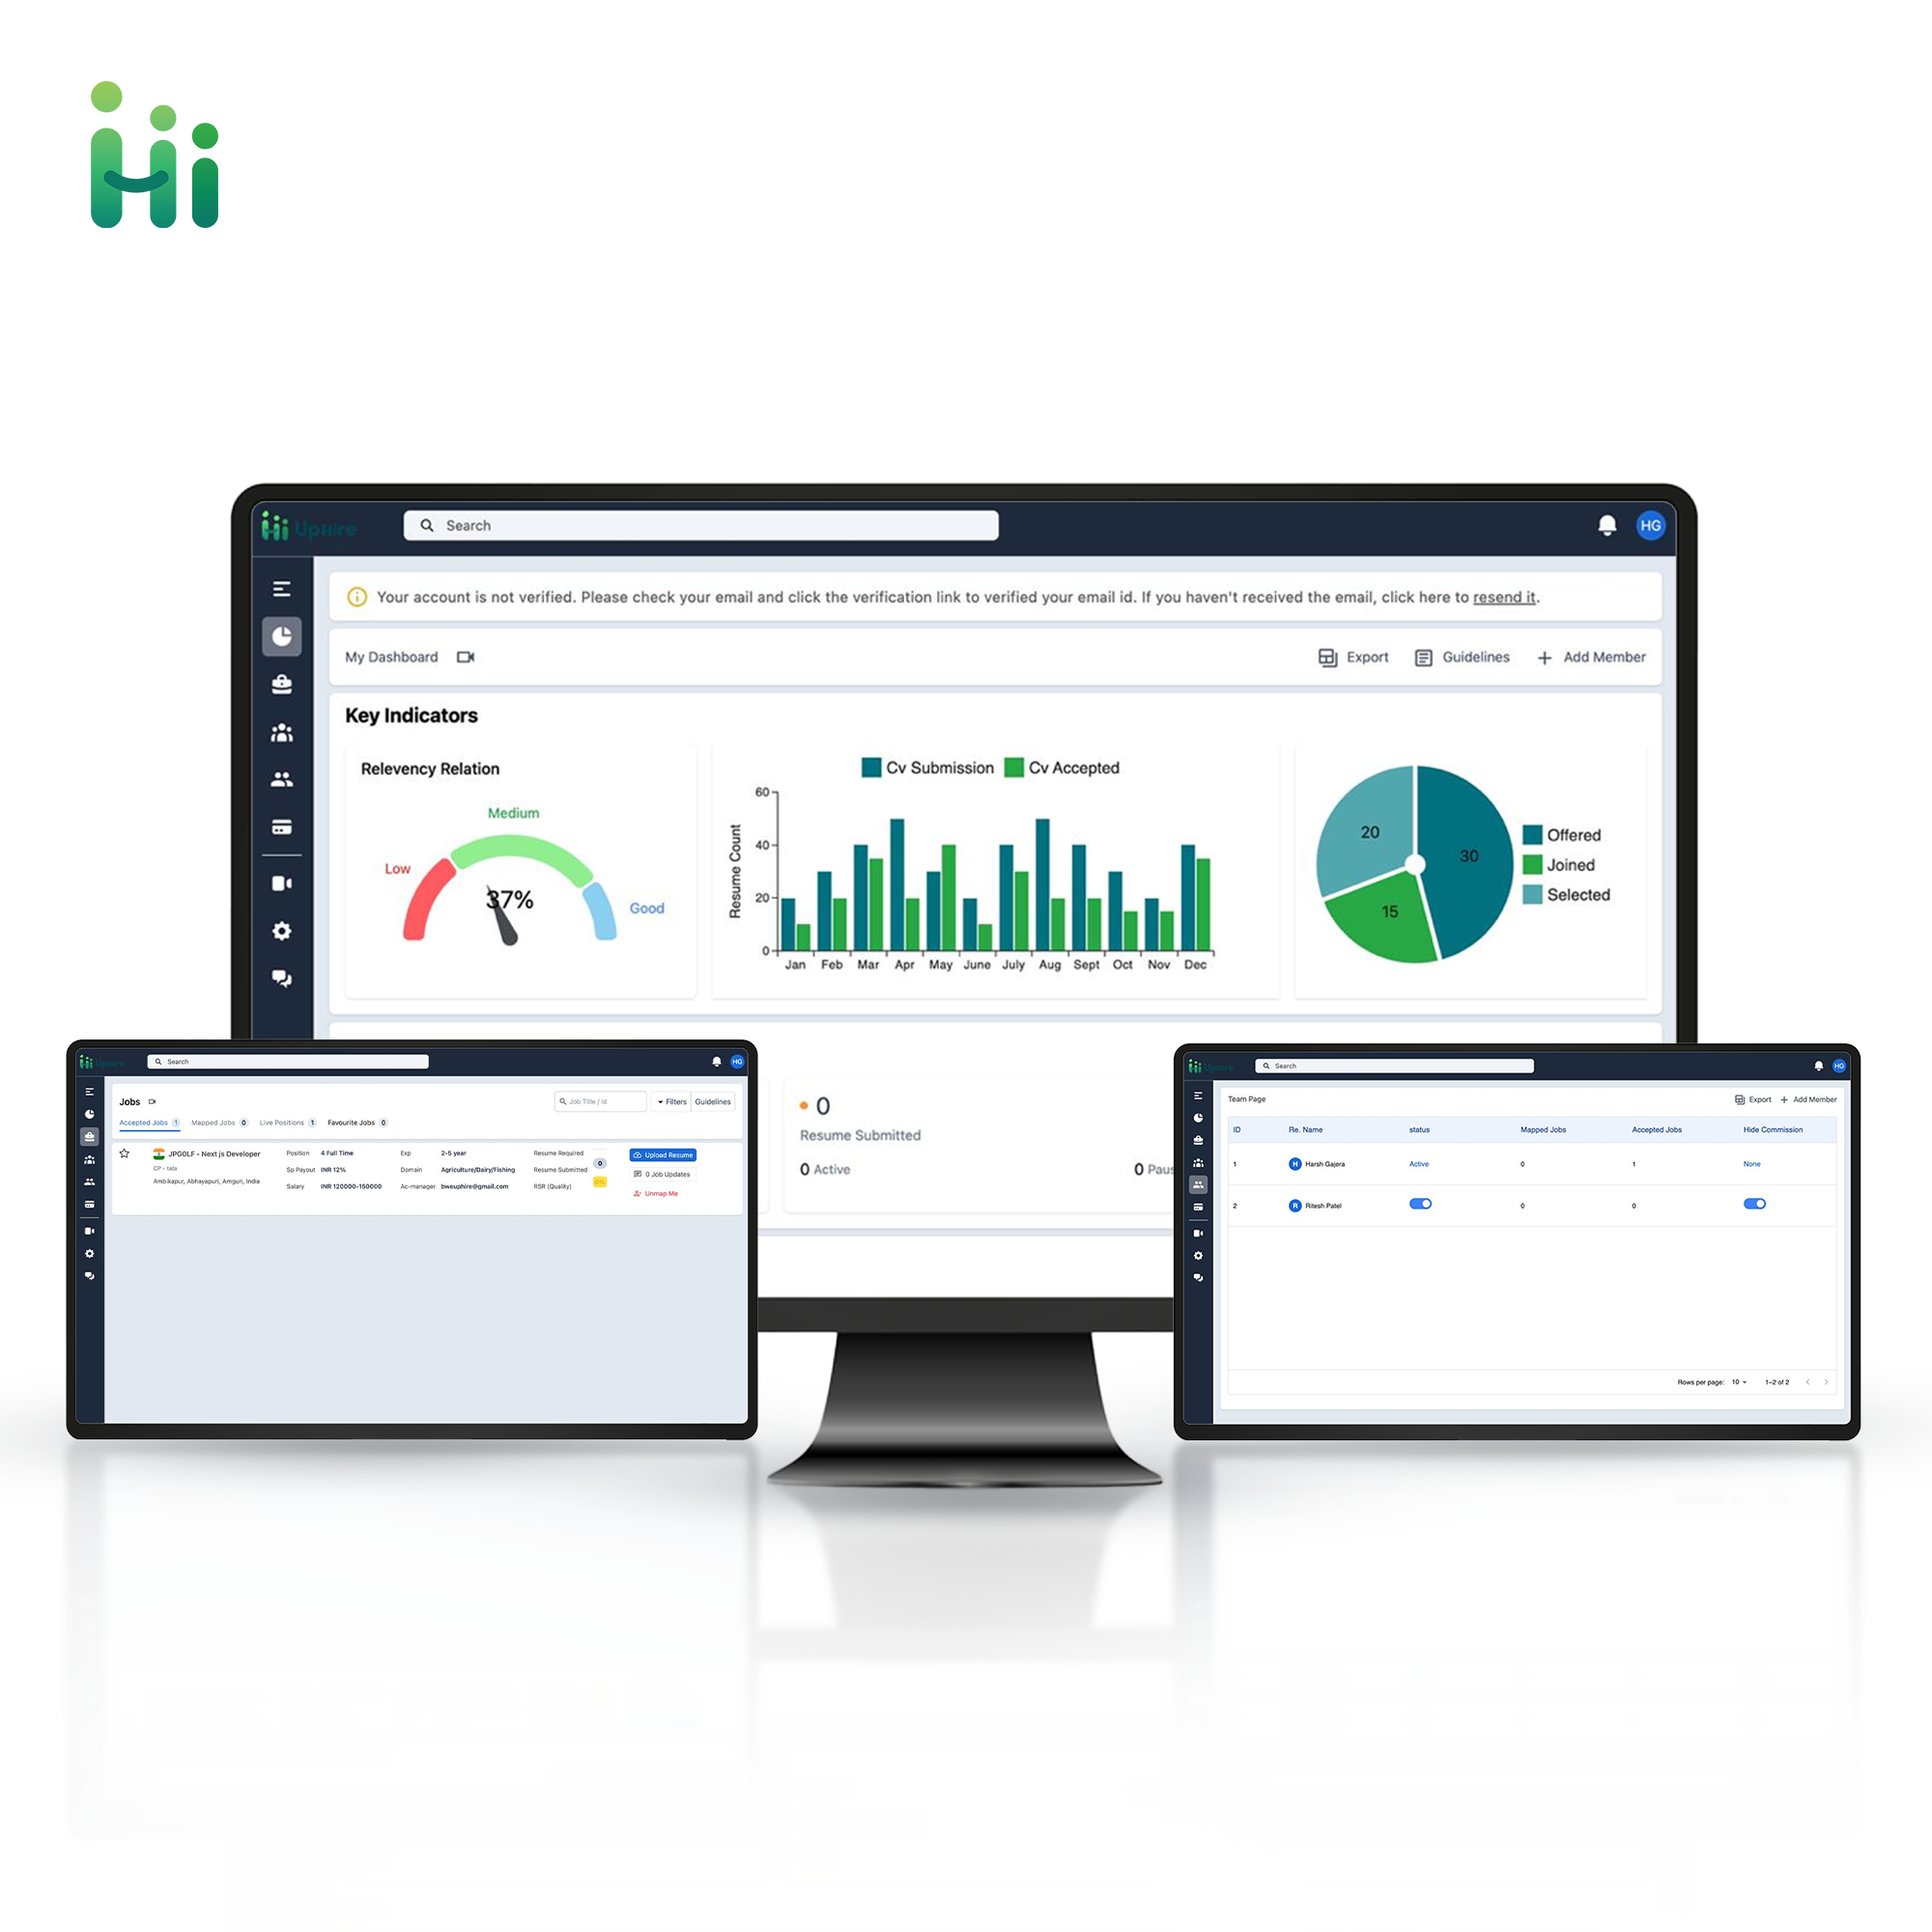 Hi
Hi UpHire
Search
HG
Your account is not verified. Please check your email and click the verification link to verified your email id. If you haven't received the email, click here to resend it.
My Dashboard
Export
Guidelines
Add Member
Key Indicators
Relevency Relation
Low
Medium
Good
37%
Cv Submission
Cv Accepted
Resume Count
60
40
20
0
Jan Feb Mar Apr May June July Aug Sept Oct Nov Dec
20
30
15
Offered
Joined
Selected
0
Resume Submitted
0 Active
0 Paus
Hi UpHire
Search
HG
Jobs
Job Title / Id
Filters
Guidelines
Accepted Jobs 1 Mapped Jobs 0 Live Positions 1 Favourite Jobs 0
JPGOLF - Next js Developer
CP - tata
Ambikapur, Abhayapuri, Amguri, India
Position 4 Full Time
Sp Payout INR 12%
Salary INR 120000-150000
Exp 2-5 year
Domain Agriculture/Dairy/Fishing
Ac-manager bweuphire@gmail.com
Resume Required
Resume Submitted 0
RSR (Quality) 0%
Upload Resume
0 Job Updates
Unmap Me
Hi UpHire
Search
HG
Team Page
Export
Add Member
ID Re. Name status Mapped Jobs Accepted Jobs Hide Commission
1 H Harsh Gajera Active 0 1 None
2 R Ritesh Patel 0 0
Rows per page: 10 1-2 of 2